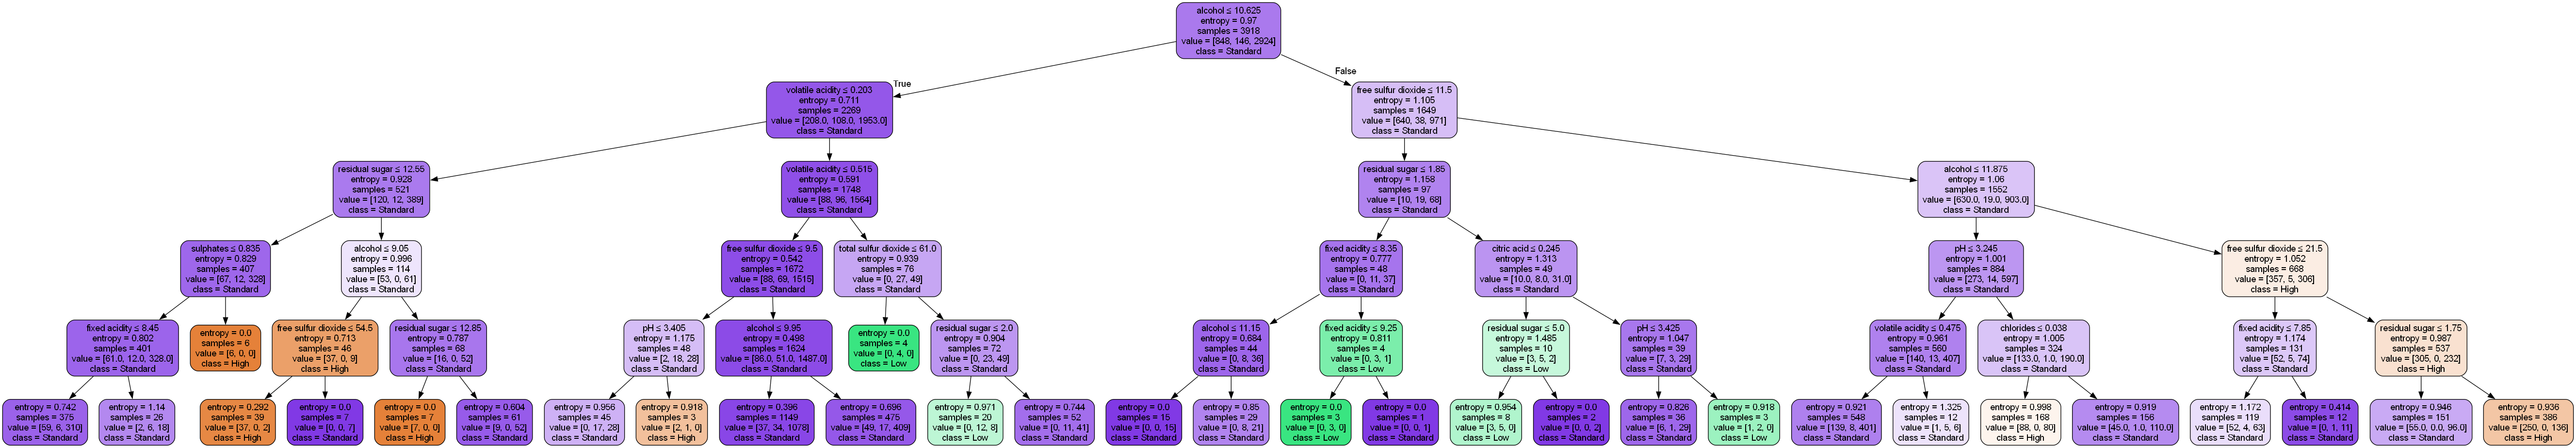 alcohol ≤ 10.625
entropy = 0.97
samples = 3918
value = [848, 146, 2924]
class = Standard
True
False
volatile acidity ≤ 0.203
entropy = 0.711
samples = 2269
value = [208.0, 108.0, 1953.0]
class = Standard
free sulfur dioxide ≤ 11.5
entropy = 1.105
samples = 1649
value = [640, 38, 971]
class = Standard
residual sugar ≤ 12.55
entropy = 0.928
samples = 521
value = [120, 12, 389]
class = Standard
volatile acidity ≤ 0.515
entropy = 0.591
samples = 1748
value = [88, 96, 1564]
class = Standard
residual sugar ≤ 1.85
entropy = 1.158
samples = 97
value = [10, 19, 68]
class = Standard
alcohol ≤ 11.875
entropy = 1.06
samples = 1552
value = [630.0, 19.0, 903.0]
class = Standard
sulphates ≤ 0.835
entropy = 0.829
samples = 407
value = [67, 12, 328]
class = Standard
alcohol ≤ 9.05
entropy = 0.996
samples = 114
value = [53, 0, 61]
class = Standard
free sulfur dioxide ≤ 9.5
entropy = 0.542
samples = 1672
value = [88, 69, 1515]
class = Standard
total sulfur dioxide ≤ 61.0
entropy = 0.939
samples = 76
value = [0, 27, 49]
class = Standard
fixed acidity ≤ 8.35
entropy = 0.777
samples = 48
value = [0, 11, 37]
class = Standard
citric acid ≤ 0.245
entropy = 1.313
samples = 49
value = [10.0, 8.0, 31.0]
class = Standard
pH ≤ 3.245
entropy = 1.001
samples = 884
value = [273, 14, 597]
class = Standard
free sulfur dioxide ≤ 21.5
entropy = 1.052
samples = 668
value = [357, 5, 306]
class = High
fixed acidity ≤ 8.45
entropy = 0.802
samples = 401
value = [61.0, 12.0, 328.0]
class = Standard
entropy = 0.0
samples = 6
value = [6, 0, 0]
class = High
free sulfur dioxide ≤ 54.5
entropy = 0.713
samples = 46
value = [37, 0, 9]
class = High
residual sugar ≤ 12.85
entropy = 0.787
samples = 68
value = [16, 0, 52]
class = Standard
pH ≤ 3.405
entropy = 1.175
samples = 48
value = [2, 18, 28]
class = Standard
alcohol ≤ 9.95
entropy = 0.498
samples = 1624
value = [86.0, 51.0, 1487.0]
class = Standard
entropy = 0.0
samples = 4
value = [0, 4, 0]
class = Low
residual sugar ≤ 2.0
entropy = 0.904
samples = 72
value = [0, 23, 49]
class = Standard
alcohol ≤ 11.15
entropy = 0.684
samples = 44
value = [0, 8, 36]
class = Standard
fixed acidity ≤ 9.25
entropy = 0.811
samples = 4
value = [0, 3, 1]
class = Low
residual sugar ≤ 5.0
entropy = 1.485
samples = 10
value = [3, 5, 2]
class = Low
pH ≤ 3.425
entropy = 1.047
samples = 39
value = [7, 3, 29]
class = Standard
volatile acidity ≤ 0.475
entropy = 0.961
samples = 560
value = [140, 13, 407]
class = Standard
chlorides ≤ 0.038
entropy = 1.005
samples = 324
value = [133.0, 1.0, 190.0]
class = Standard
fixed acidity ≤ 7.85
entropy = 1.174
samples = 131
value = [52, 5, 74]
class = Standard
residual sugar ≤ 1.75
entropy = 0.987
samples = 537
value = [305, 0, 232]
class = High
entropy = 0.742
samples = 375
value = [59, 6, 310]
class = Standard
entropy = 1.14
samples = 26
value = [2, 6, 18]
class = Standard
entropy = 0.292
samples = 39
value = [37, 0, 2]
class = High
entropy = 0.0
samples = 7
value = [0, 0, 7]
class = Standard
entropy = 0.0
samples = 7
value = [7, 0, 0]
class = High
entropy = 0.604
samples = 61
value = [9, 0, 52]
class = Standard
entropy = 0.956
samples = 45
value = [0, 17, 28]
class = Standard
entropy = 0.918
samples = 3
value = [2, 1, 0]
class = High
entropy = 0.396
samples = 1149
value = [37, 34, 1078]
class = Standard
entropy = 0.696
samples = 475
value = [49, 17, 409]
class = Standard
entropy = 0.971
samples = 20
value = [0, 12, 8]
class = Low
entropy = 0.744
samples = 52
value = [0, 11, 41]
class = Standard
entropy = 0.0
samples = 15
value = [0, 0, 15]
class = Standard
entropy = 0.85
samples = 29
value = [0, 8, 21]
class = Standard
entropy = 0.0
samples = 3
value = [0, 3, 0]
class = Low
entropy = 0.0
samples = 1
value = [0, 0, 1]
class = Standard
entropy = 0.954
samples = 8
value = [3, 5, 0]
class = Low
entropy = 0.0
samples = 2
value = [0, 0, 2]
class = Standard
entropy = 0.826
samples = 36
value = [6, 1, 29]
class = Standard
entropy = 0.918
samples = 3
value = [1, 2, 0]
class = Low
entropy = 0.921
samples = 548
value = [139, 8, 401]
class = Standard
entropy = 1.325
samples = 12
value = [1, 5, 6]
class = Standard
entropy = 0.998
samples = 168
value = [88, 0, 80]
class = High
entropy = 0.919
samples = 156
value = [45.0, 1.0, 110.0]
class = Standard
entropy = 1.172
samples = 119
value = [52, 4, 63]
class = Standard
entropy = 0.414
samples = 12
value = [0, 1, 11]
class = Standard
entropy = 0.946
samples = 151
value = [55.0, 0.0, 96.0]
class = Standard
entropy = 0.936
samples = 386
value = [250, 0, 136]
class = High